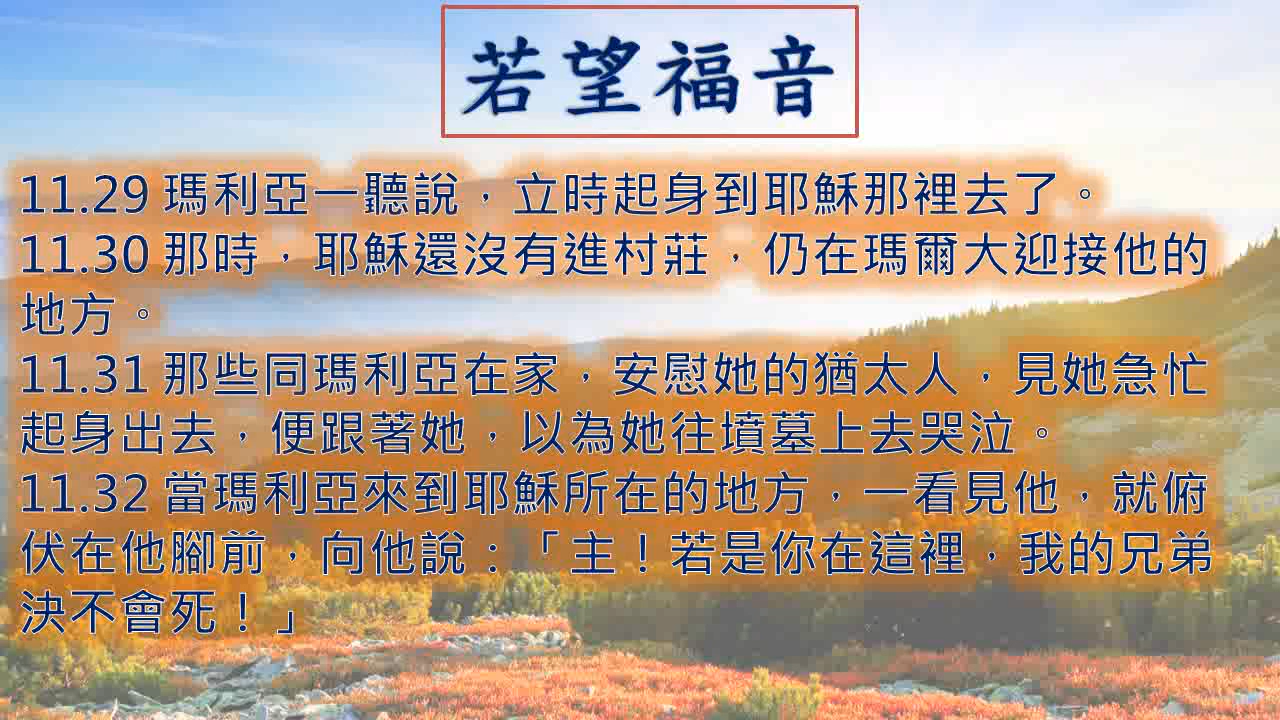 若望福音
11.29 瑪利亞一聽說，立時起身到耶穌那裡去了。
11.30 那時，耶穌還沒有進村莊，仍在瑪爾大迎接他的
地方。
11.31 那些同瑪利亞在家，安慰她的猶太人，見她急忙
起身出去，便跟著她，以為她往墳墓上去哭泣。
11.32 當瑪利亞來到耶穌所在的地方，一看見他，就俯
伏在他腳前，向他說：「主！若是你在這裡，我的兄弟
決不會死！」